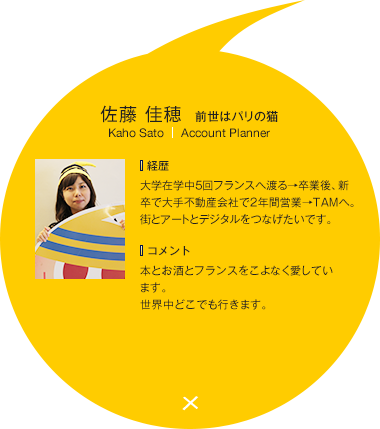 佐藤 佳穂 前世はパリの猫
Kaho Sato | Account Planner
経歴
大学在学中5回フランスへ渡る→卒業後、新
卒で大手不動産会社で2年間営業→TAMへ。
街とアートとデジタルをつなげたいです。
コメント
本とお酒とフランスをこよなく愛してい
ます。
世界中どこでも行きます。